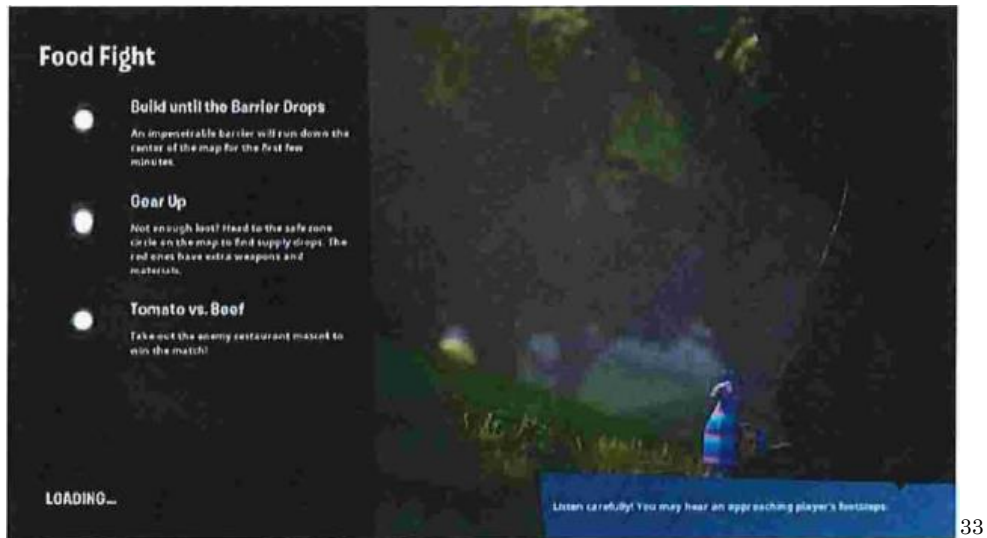 Food Fight
Build until the Barrier Drops
An impenetrable barrier will run down the
center of the map for the first few
minutes.
Gear Up
Not enough loot? Head to the safe zone
circle on the map to find supply drops. The
red ones have extra weapons and
materials.
Tomato vs. Beef
Take out the enemy restaurant mascot to
win the match!
LOADING...
Listen carefully! You may hear an approaching player's footsteps.
33